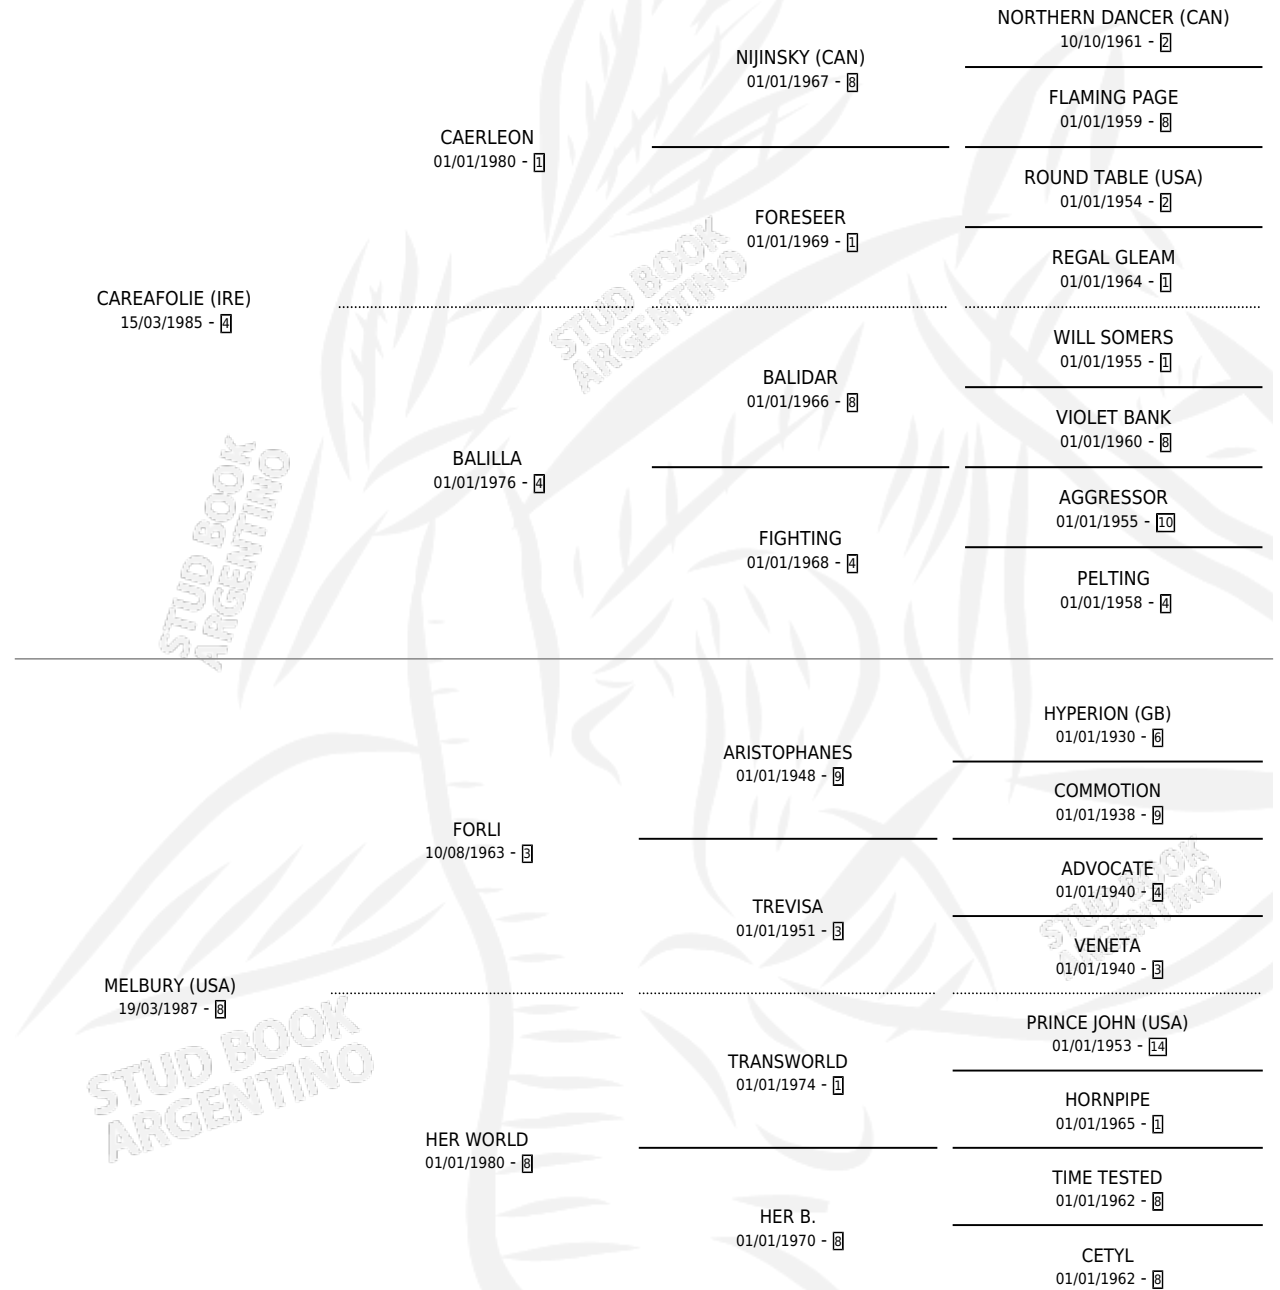 NORTHERN DANCER (CAN)
10/10/1961 - 2
NIJINSKY (CAN)
01/01/1967 - 8
FLAMING PAGE
01/01/1959 - 8
CAERLEON
01/01/1980 - 1
ROUND TABLE (USA)
01/01/1954 - 2
FORESEER
01/01/1969 - 1
REGAL GLEAM
01/01/1964 - 1
CAREAFOLIE (IRE)
15/03/1985 - 4
WILL SOMERS
01/01/1955 - 1
BALIDAR
01/01/1966 - 8
VIOLET BANK
01/01/1960 - 8
BALILLA
01/01/1976 - 4
AGGRESSOR
01/01/1955 - 10
FIGHTING
01/01/1968 - 4
PELTING
01/01/1958 - 4
STUD BOOK
ARGENTINO
STUD BOOK
ARGENTINO
HYPERION (GB)
01/01/1930 - 6
ARISTOPHANES
01/01/1948 - 9
COMMOTION
01/01/1938 - 9
FORLI
10/08/1963 - 3
ADVOCATE
01/01/1940 - 4
TREVISA
01/01/1951 - 3
VENETA
01/01/1940 - 3
STUD BOOK
ARGENTINO
MELBURY (USA)
19/03/1987 - 8
PRINCE JOHN (USA)
01/01/1953 - 14
TRANSWORLD
01/01/1974 - 1
HORNPIPE
01/01/1965 - 1
STUD BOOK
ARGENTINO
HER WORLD
01/01/1980 - 8
TIME TESTED
01/01/1962 - 8
HER B.
01/01/1970 - 8
CETYL
01/01/1962 - 8